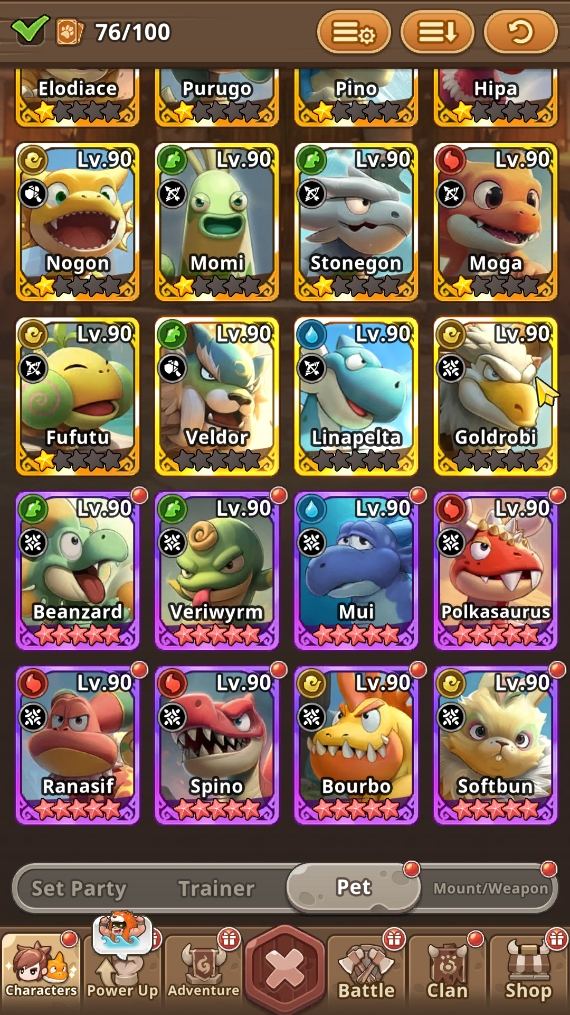 76/100
Elodiace Purugo Pino Hipa
Lv.90 Lv.90 Lv.90 Lv.90
Nogon Momi Stonegon Moga
Lv.90 Lv.90 Lv.90 Lv.90
Fufutu Veldor Linapelta Goldrobi
Lv.90 Lv.90 Lv.90 Lv.90
Beanzard Veriwyrm Mui Polkasaurus
Lv.90 Lv.90 Lv.90 Lv.90
Ranasif Spino Bourbo Softbun
Set Party Trainer Pet Mount/Weapon
Characters Power Up Adventure Battle Clan Shop